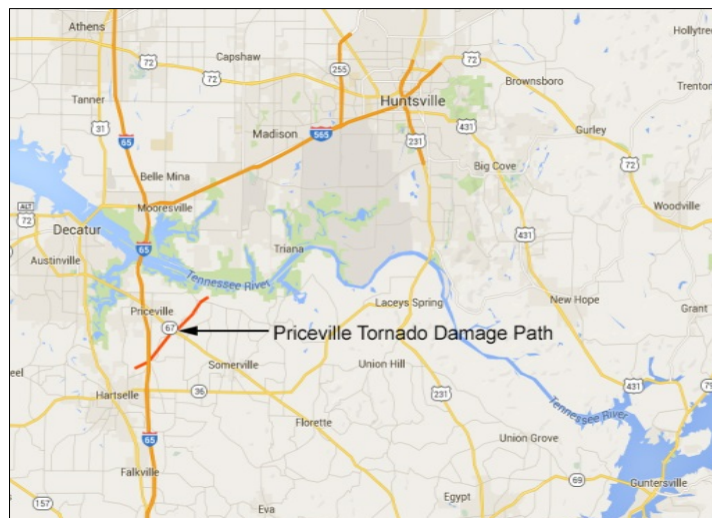 Athens
Hollytree
72
Capshaw
255
72
72
Brownsboro
Trenton
Tanner
Huntsville
31
Madison
565
431
231
Gurley
65
Big Cove
72
Belle Mina
ALT
72
Mooresville
Woodville
Decatur
65
431
Triana
Austinville
Tennessee River
Priceville
Laceys Spring
New Hope
Grant
67
Priceville Tornado Damage Path
Somerville
Union Hill
36
Hartselle
231
431
79
Tennessee River
Florette
65
Union Grove
Falkville
69
Guntersville
157
Eva
Egypt